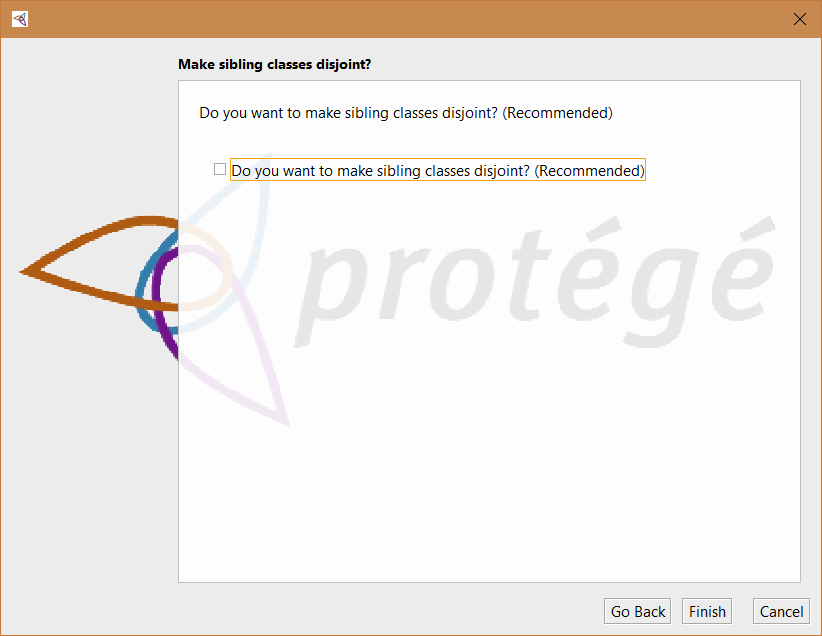 Make sibling classes disjoint?
Do you want to make sibling classes disjoint? (Recommended)
Do you want to make sibling classes disjoint? (Recommended)
protégé
Go Back Finish Cancel